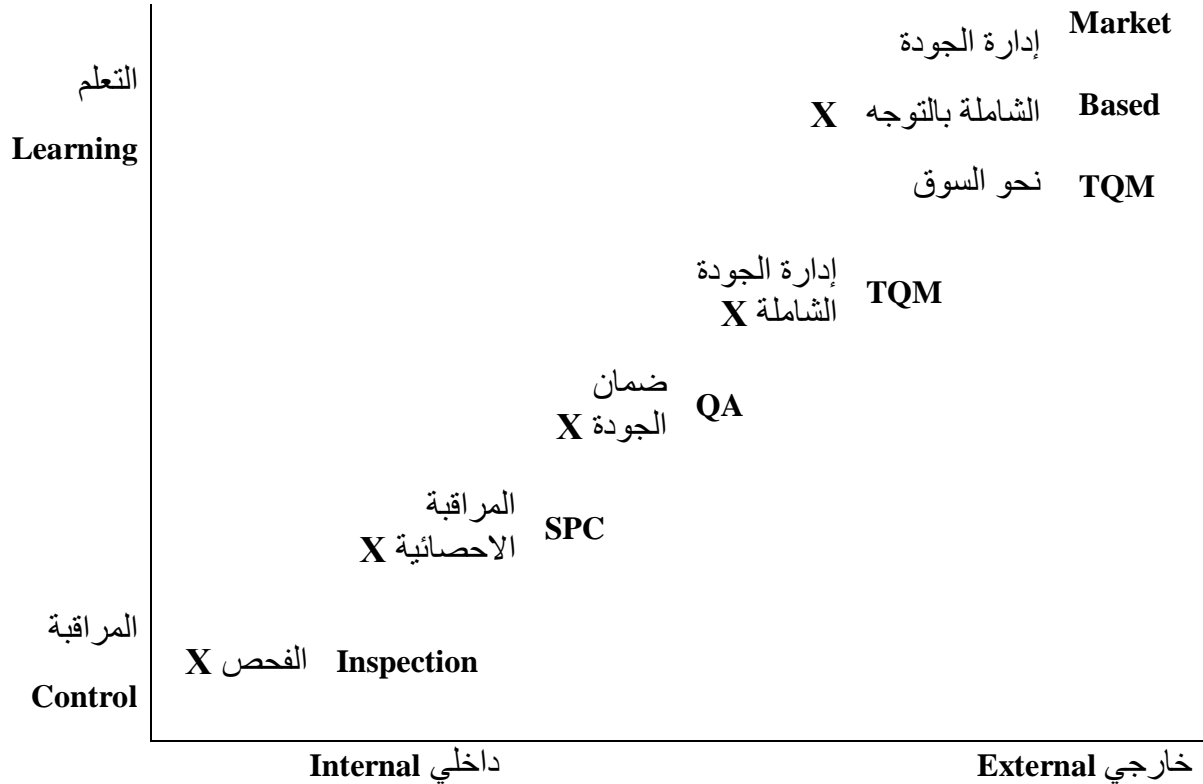 إدارة الجودة Market
التعلم
Learning
الشاملة بالتوجه X Based
نحو السوق TQM
إدارة الجودة
الشاملة X
TQM
ضمان
الجودة X
QA
المراقبة
الاحصائية X
SPC
المراقبة
Control
الفحص X Inspection
داخلي Internal
خارجي External